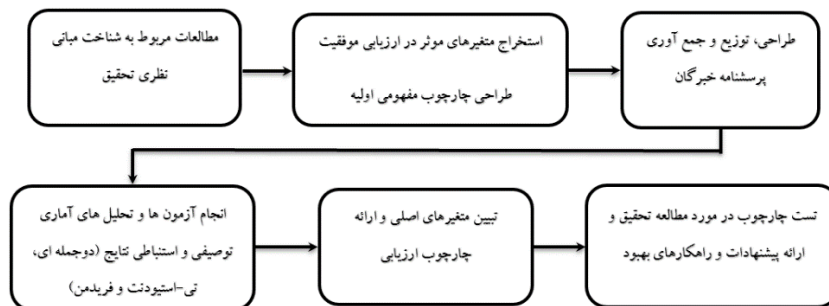 مطالعات مربوط به شناخت مبانی
نظری تحقیق
استخراج متغیرهای موثر در ارزیابی موفقیت
طراحی چارچوب مفهومی اولیه
طراحی، توزیع و جمع آوری
پرسشنامه خبرگان
انجام آزمون ها و تحلیل های آماری
توصیفی و استنباطی نتایج (دوجمله ای،
تی-استیودنت و فریدمن)
تبیین متغیرهای اصلی و ارائه
چارچوب ارزیابی
تست چارچوب در مورد مطالعه تحقیق و
ارائه پیشنهادات و راهکارهای بهبود